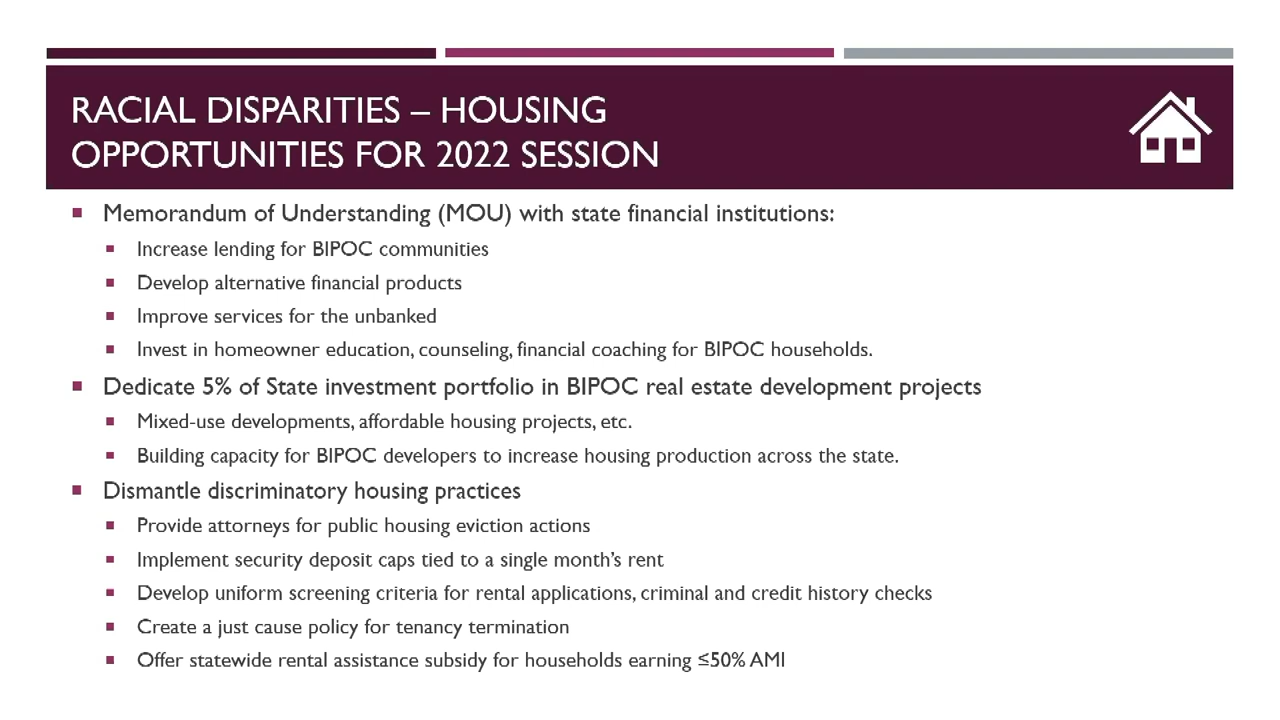 RACIAL DISPARITIES – HOUSING
OPPORTUNITIES FOR 2022 SESSION
Memorandum of Understanding (MOU) with state financial institutions:
Increase lending for BIPOC communities
Develop alternative financial products
Improve services for the unbanked
Invest in homeowner education, counseling, financial coaching for BIPOC households.
Dedicate 5% of State investment portfolio in BIPOC real estate development projects
Mixed-use developments, affordable housing projects, etc.
Building capacity for BIPOC developers to increase housing production across the state.
Dismantle discriminatory housing practices
Provide attorneys for public housing eviction actions
Implement security deposit caps tied to a single month's rent
Develop uniform screening criteria for rental applications, criminal and credit history checks
Create a just cause policy for tenancy termination
Offer statewide rental assistance subsidy for households earning ≤50% AMI